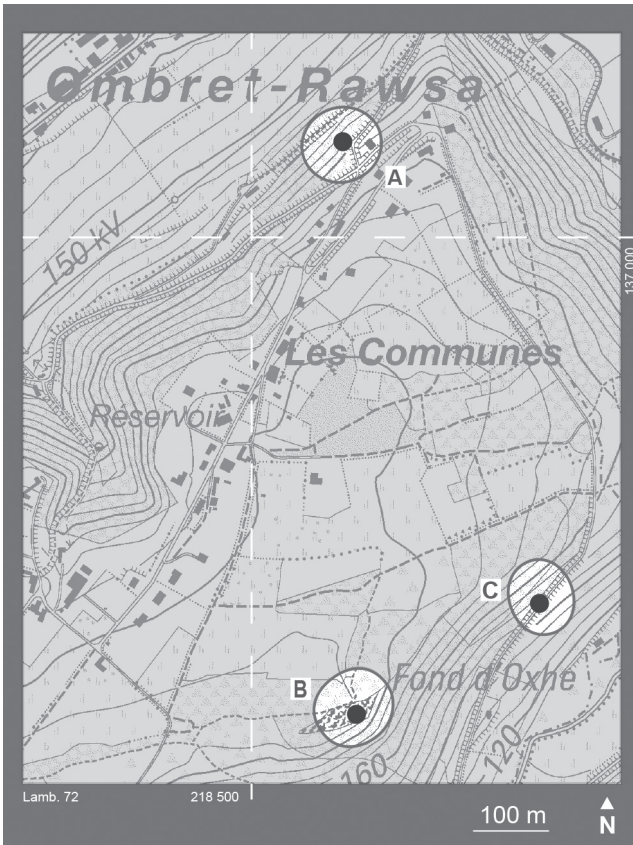 Ombret-Rawsa
A
150 kV
137 000
Les Communes
Réservoir
C
B
Fond d'Oxhe
160
120
Lamb. 72
218 500
100 m
N